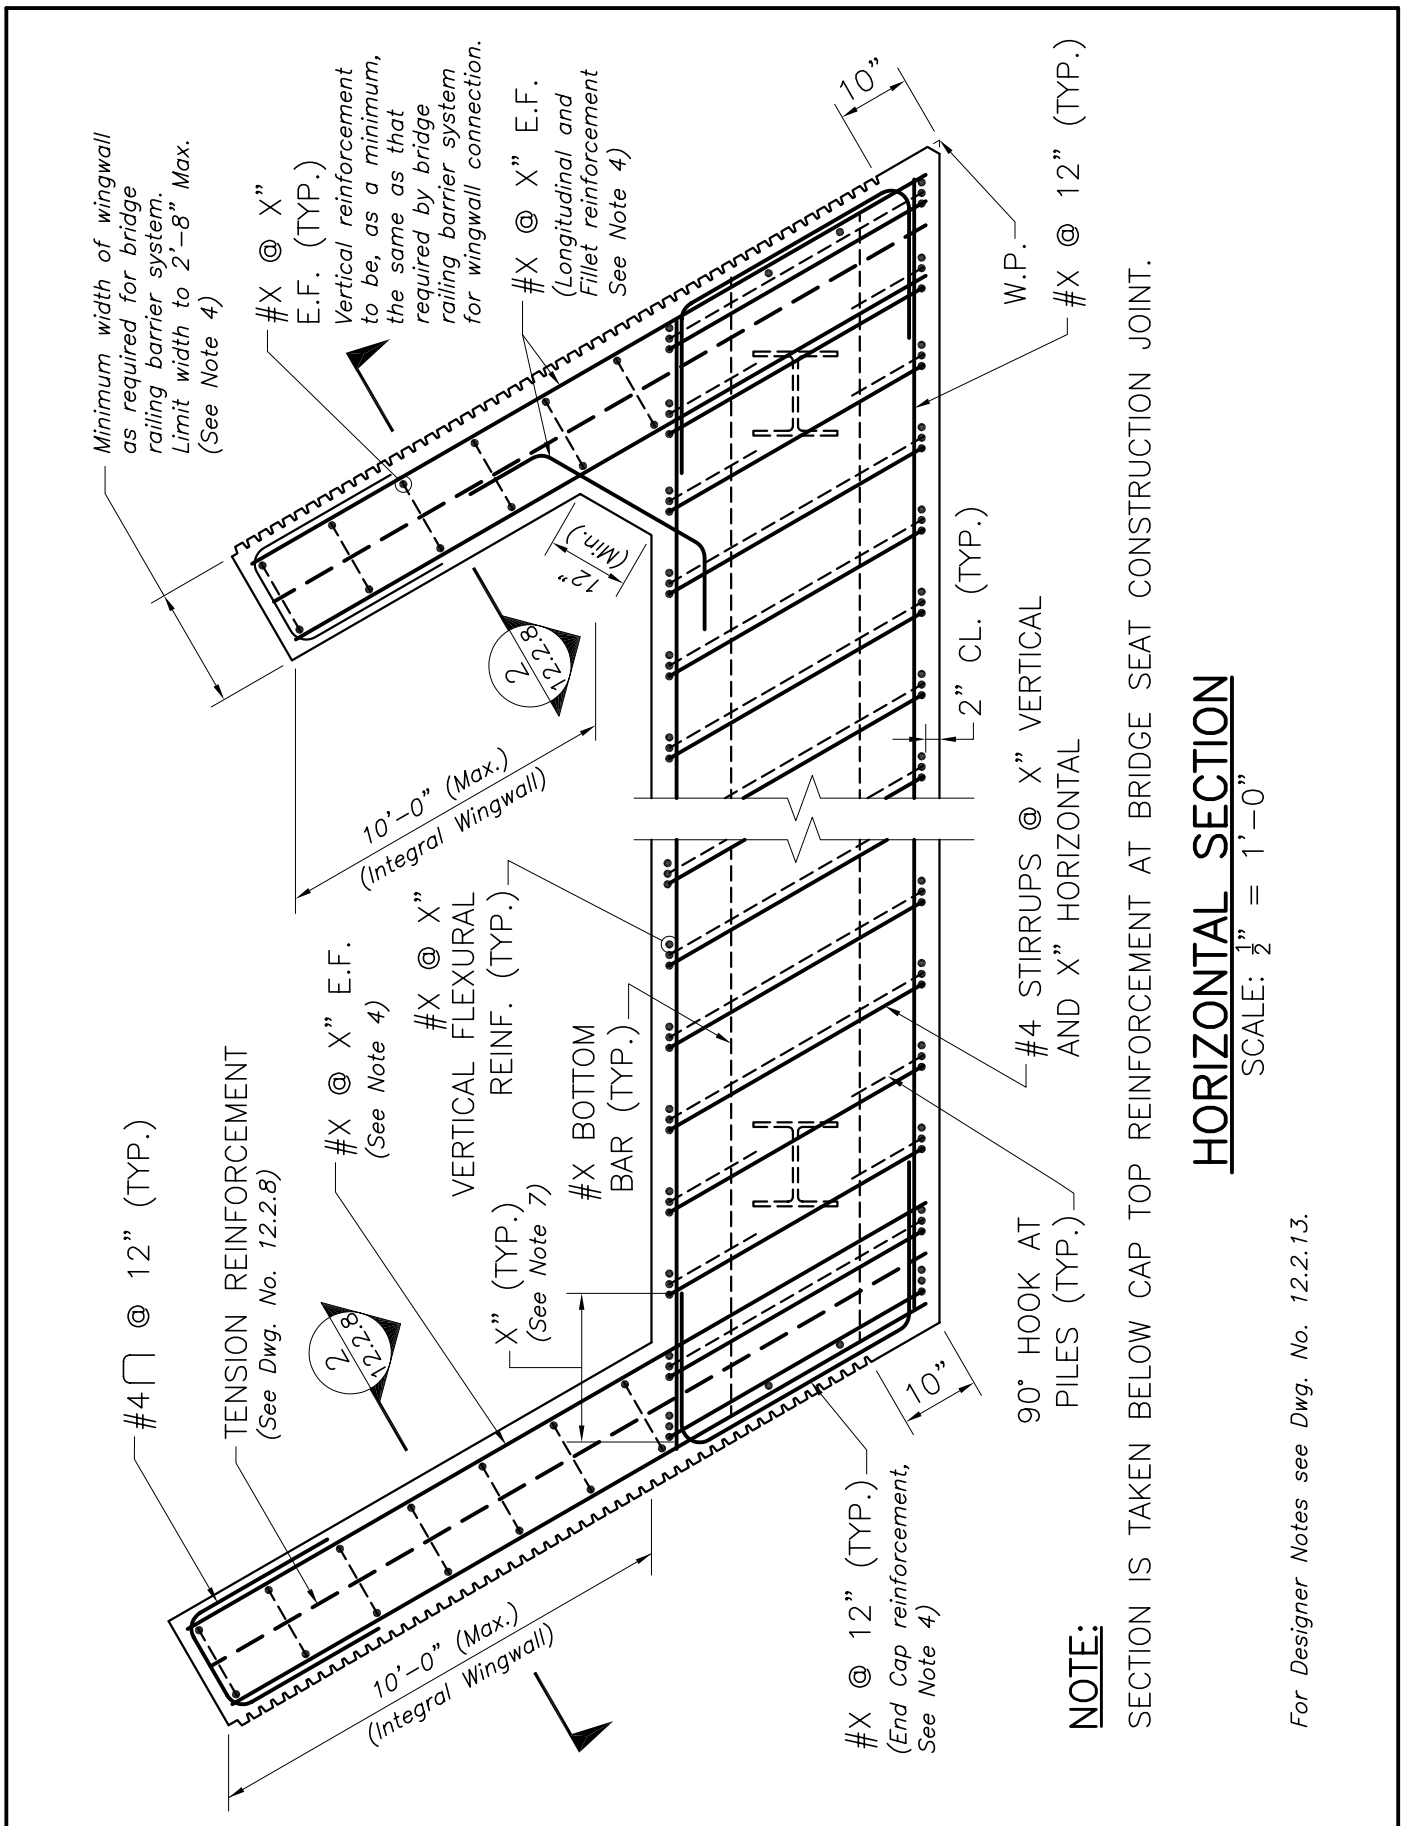 Minimum width of wingwall
as required for bridge
railing barrier system.
Limit width to 2'-8" Max.
(See Note 4)
#X @ X"
E.F. (TYP.)
Vertical reinforcement
to be, as a minimum,
the same as that
required by bridge
railing barrier system
for wingwall connection.
#X @ X" E.F.
(Longitudinal and
Fillet reinforcement
See Note 4)
10"
W.P.
#X @ 12" (TYP.)
12"
(Min.)
2
12.2.8
10'-0" (Max.)
(Integral Wingwall)
2" CL. (TYP.)
#4 @ 12" (TYP.)
TENSION REINFORCEMENT
(See Dwg. No. 12.2.8)
#X @ X" E.F.
(See Note 4)
#X @ X"
VERTICAL FLEXURAL
REINF. (TYP.)
2
12.2.8
X" (TYP.)
(See Note 7)
#X BOTTOM
BAR (TYP.)
10'-0" (Max.)
(Integral Wingwall)
#X @ 12" (TYP.)
(End Cap reinforcement,
See Note 4)
10"
90° HOOK AT
PILES (TYP.)
#4 STIRRUPS @ X" VERTICAL
AND X" HORIZONTAL
NOTE:
SECTION IS TAKEN BELOW CAP TOP REINFORCEMENT AT BRIDGE SEAT CONSTRUCTION JOINT.
HORIZONTAL SECTION
SCALE: 1/2" = 1'-0"
For Designer Notes see Dwg. No. 12.2.13.